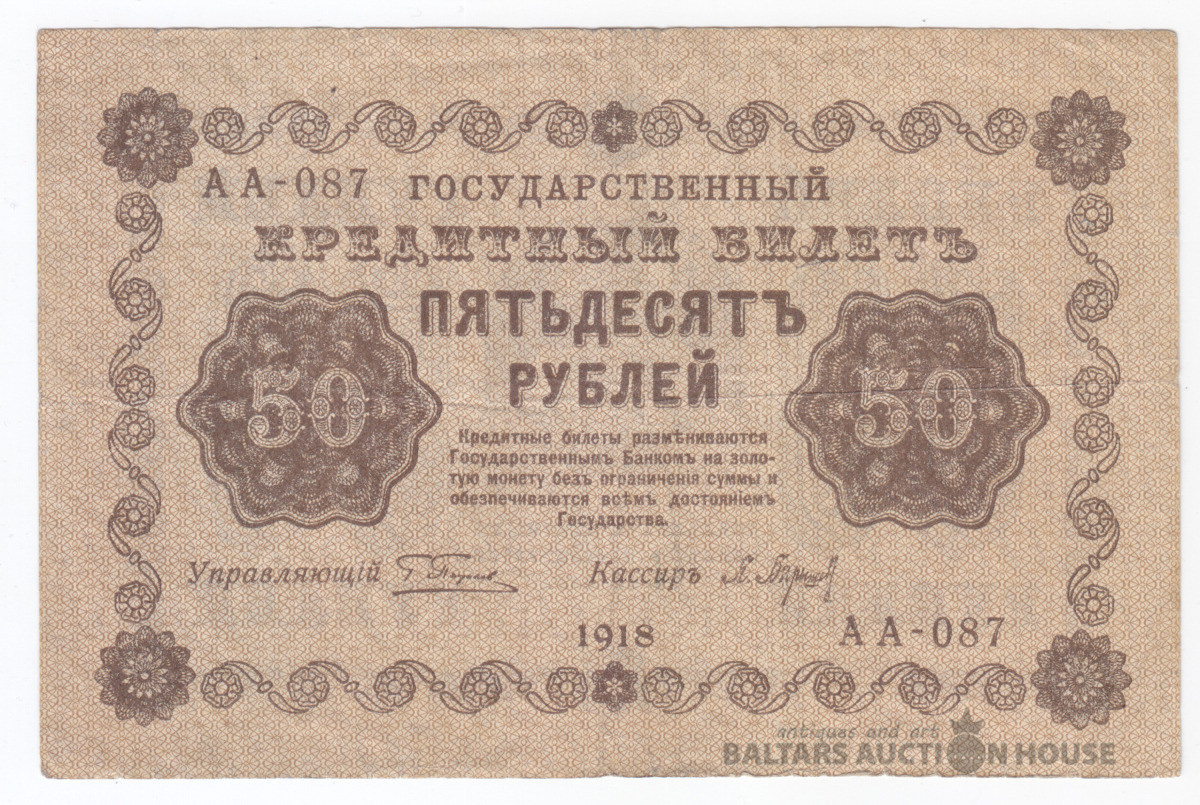 АА-087 ГОСУДАРСТВЕННЫЙ
КРЕДИТНЫЙ БИЛЕТЪ
ПЯТЬДЕСЯТЪ
РУБЛЕЙ
50
50
Кредитные билеты размѣниваются
Государственнымъ Банкомъ на золо-
тую монету безъ ограниченія суммы и
обезпечиваются всѣмъ достояніемъ
Государства.
Управляющій
Кассиръ
1918
АА-087
antiques and art
BALTARS AUCTION HOUSE